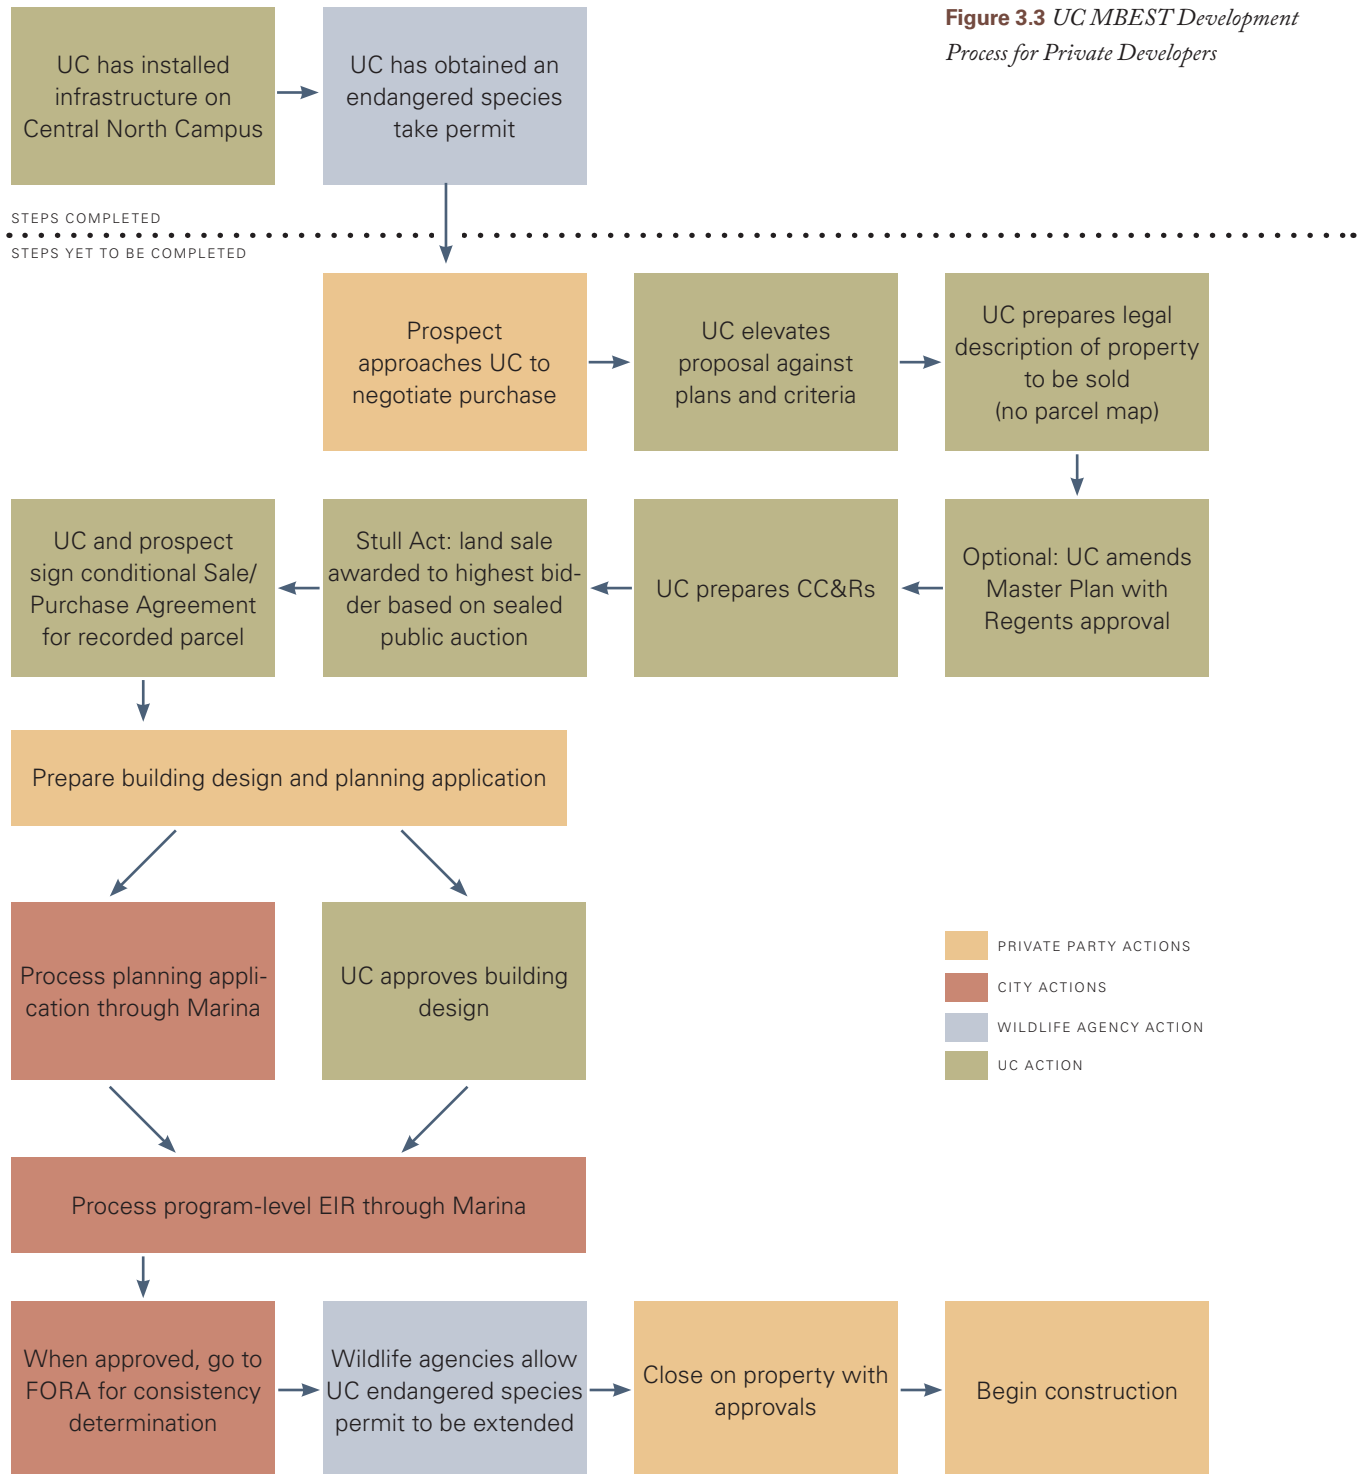 Figure 3.3 UC MBEST Development
Process for Private Developers
UC has installed
infrastructure on
Central North Campus
UC has obtained an
endangered species
take permit
STEPS COMPLETED
STEPS YET TO BE COMPLETED
Prospect
approaches UC to
negotiate purchase
UC elevates
proposal against
plans and criteria
UC prepares legal
description of property
to be sold
(no parcel map)
Optional: UC amends
Master Plan with
Regents approval
UC prepares CC&Rs
Stull Act: land sale
awarded to highest bid-
der based on sealed
public auction
UC and prospect
sign conditional Sale/
Purchase Agreement
for recorded parcel
Prepare building design and planning application
Process planning appli-
cation through Marina
UC approves building
design
PRIVATE PARTY ACTIONS
CITY ACTIONS
WILDLIFE AGENCY ACTION
UC ACTION
Process program-level EIR through Marina
When approved, go to
FORA for consistency
determination
Wildlife agencies allow
UC endangered species
permit to be extended
Close on property with
approvals
Begin construction